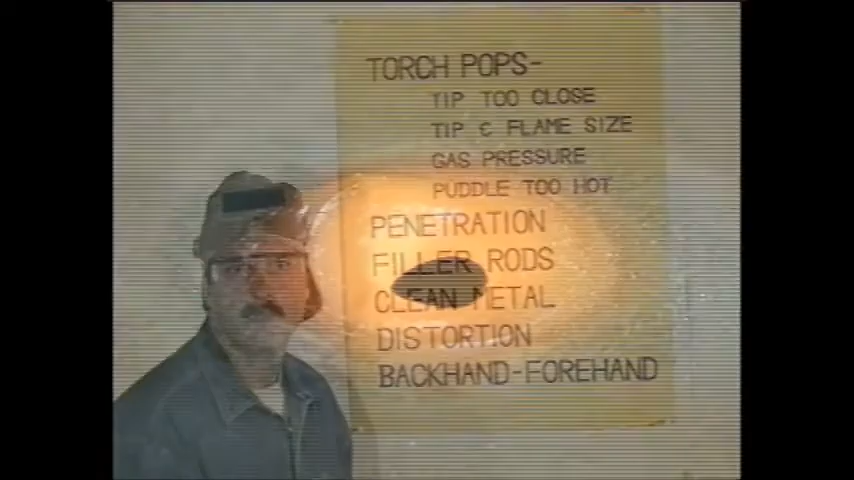 TORCH POPS-
TIP TOO CLOSE
TIP & FLAME SIZE
GAS PRESSURE
PUDDLE TOO HOT
PENETRATION
FILLER RODS
CLEAN METAL
DISTORTION
BACKHAND-FOREHAND